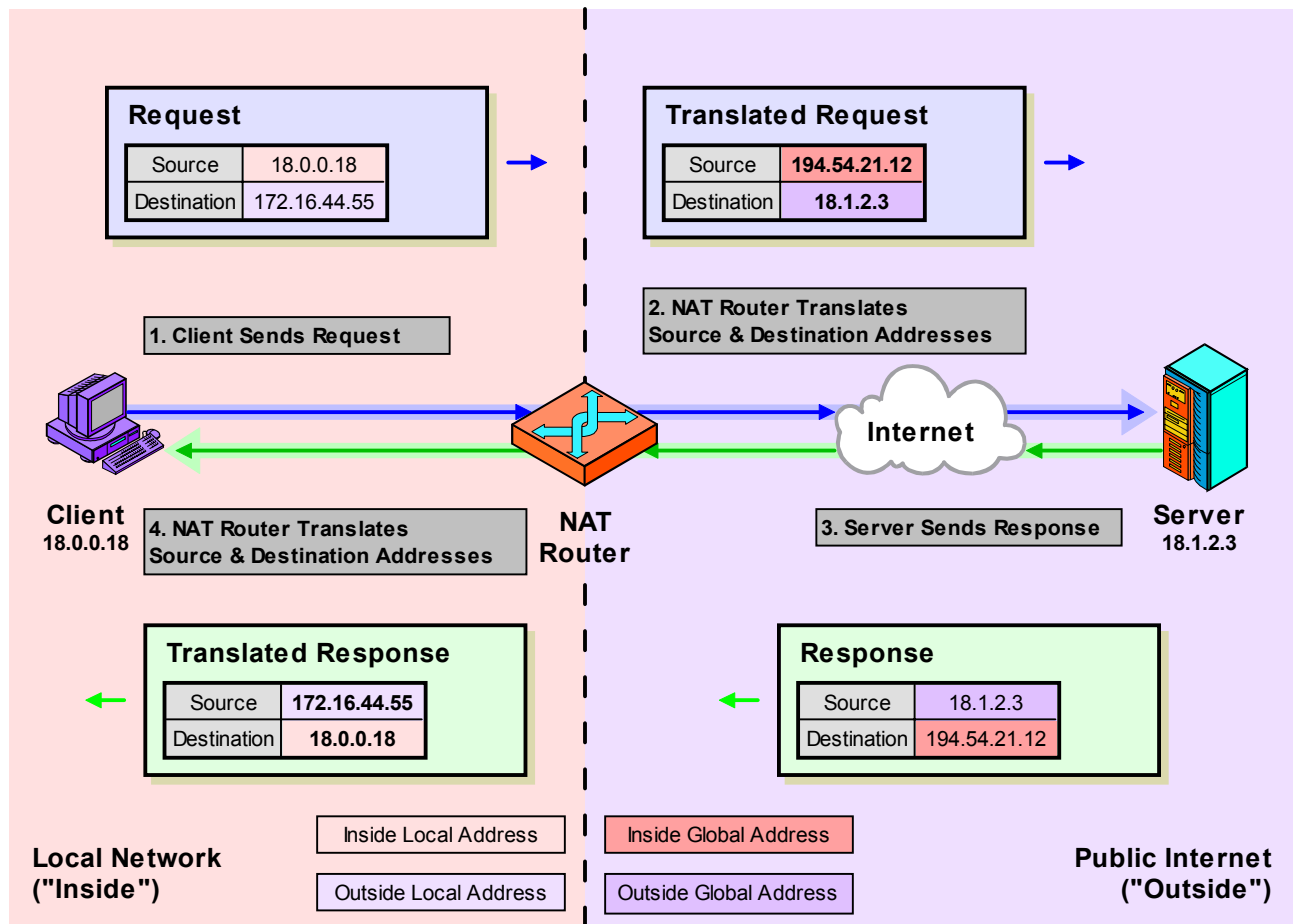 Request
Source 18.0.0.18
Destination 172.16.44.55
Translated Request
Source 194.54.21.12
Destination 18.1.2.3
1. Client Sends Request
2. NAT Router Translates
Source & Destination Addresses
Internet
Client
18.0.0.18
NAT
Router
Server
18.1.2.3
4. NAT Router Translates
Source & Destination Addresses
3. Server Sends Response
Translated Response
Source 172.16.44.55
Destination 18.0.0.18
Response
Source 18.1.2.3
Destination 194.54.21.12
Local Network
("Inside")
Inside Local Address
Inside Global Address
Outside Local Address
Outside Global Address
Public Internet
("Outside")